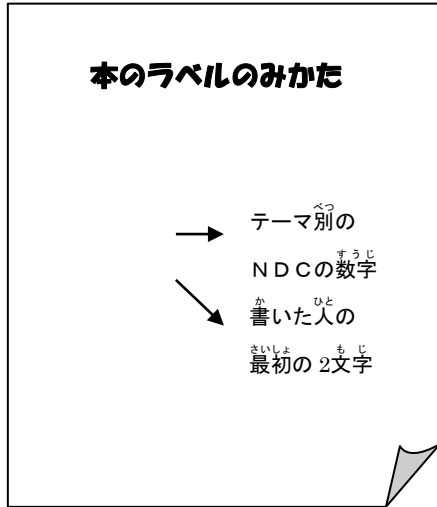 本のラベルのみかた
テーマ別の
ＮＤＣの数字
書いた人の
最初の 2文字